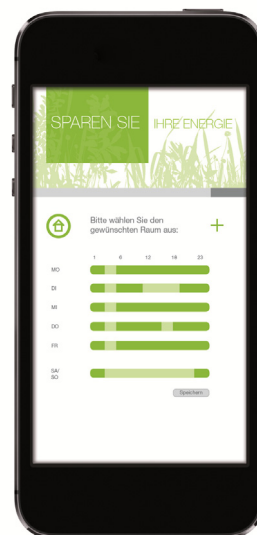 SPAREN SIE IHRE ENERGIE
Bitte wählen Sie den
gewünschten Raum aus:
1 6 12 18 23
MO
DI
MI
DO
FR
SA/
SO
Speichern